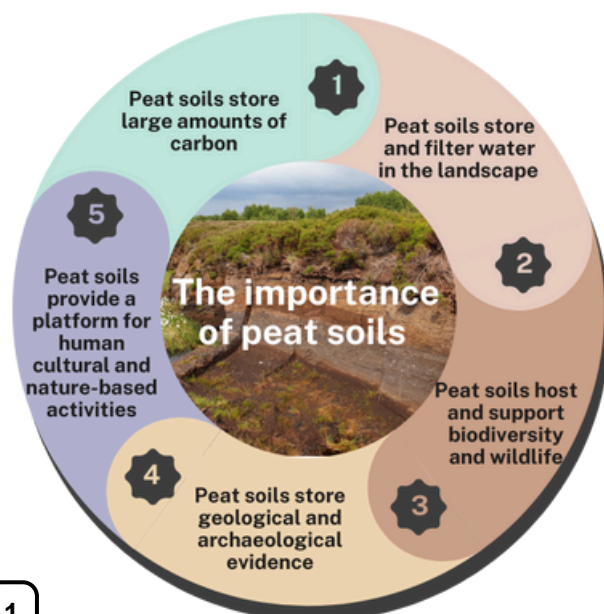 1
Peat soils store
large amounts of
carbon
Peat soils store
and filter water
in the landscape
2
Peat soils host
and support
biodiversity
and wildlife
3
Peat soils store
geological and
archaeological
evidence
4
Peat soils
provide a
platform for
human
cultural and
nature-based
activities
5
The importance
of peat soils
1